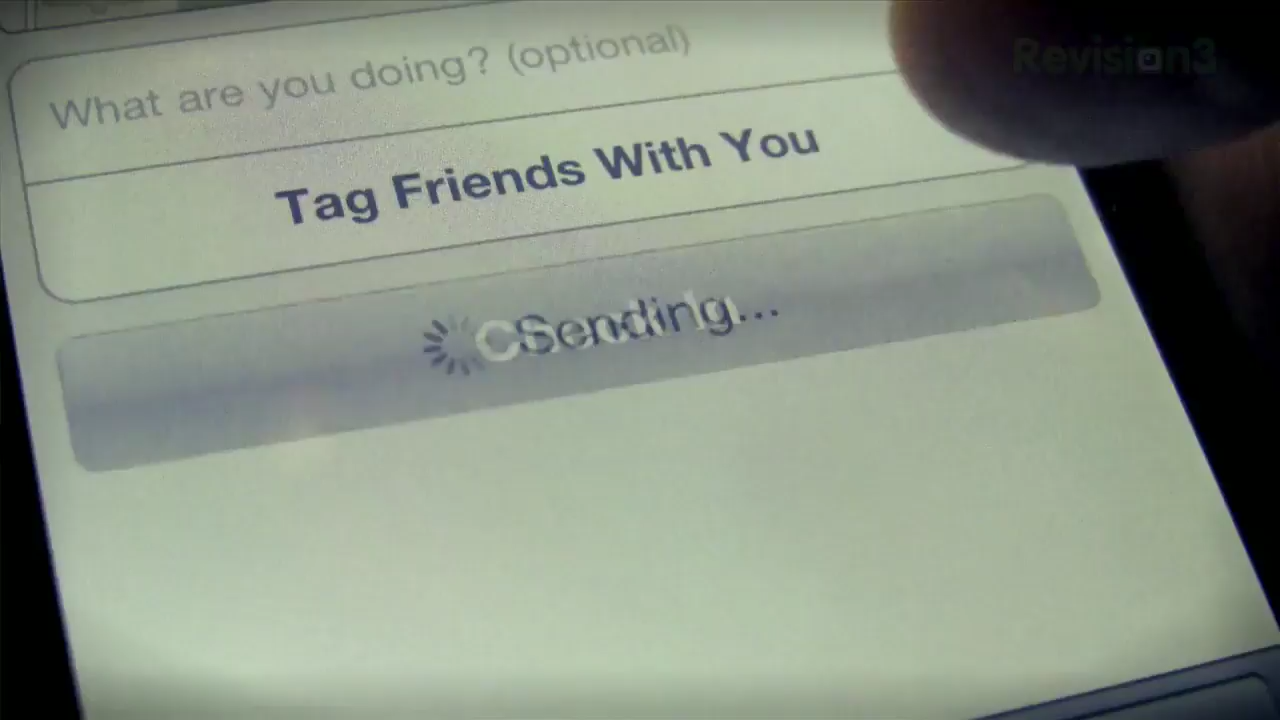 What are you doing? (optional)
Revision3
Tag Friends With You
Sending...